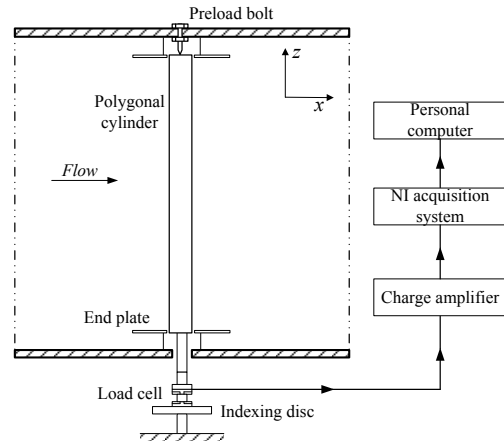 Preload bolt
z
x
Polygonal
cylinder
Personal
computer
Flow
NI acquisition
system
Charge amplifier
End plate
Load cell
Indexing disc